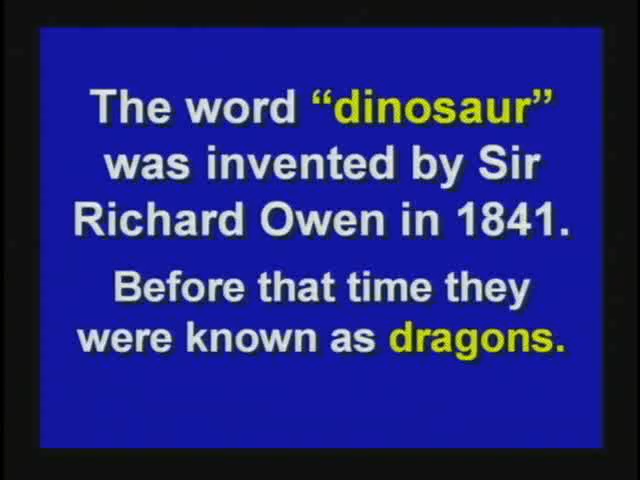 The word “dinosaur”
was invented by Sir
Richard Owen in 1841.
Before that time they
were known as dragons.